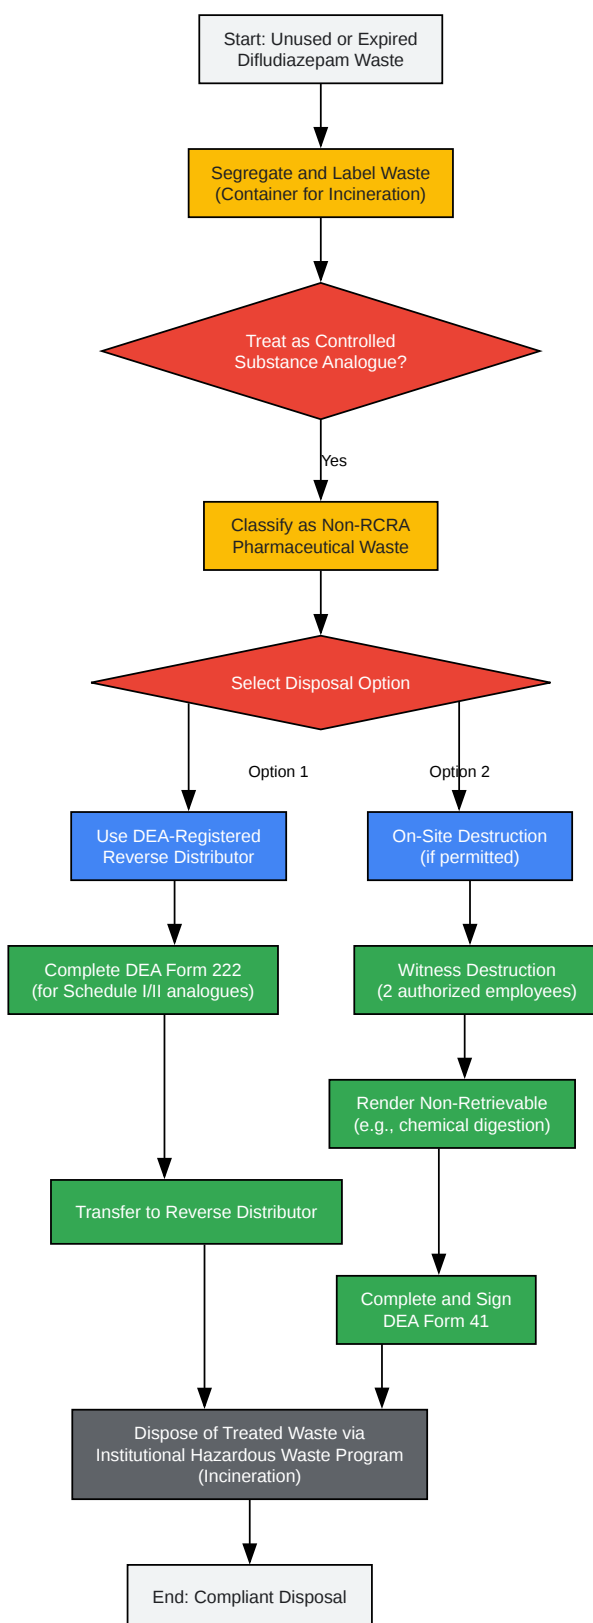 Start: Unused or Expired
Difludiazepam Waste
Segregate and Label Waste
(Container for Incineration)
Treat as Controlled
Substance Analogue?
Yes
Classify as Non-RCRA
Pharmaceutical Waste
Select Disposal Option
Option 1
Option 2
Use DEA-Registered
Reverse Distributor
On-Site Destruction
(if permitted)
Complete DEA Form 222
(for Schedule I/II analogues)
Witness Destruction
(2 authorized employees)
Render Non-Retrievable
(e.g., chemical digestion)
Transfer to Reverse Distributor
Complete and Sign
DEA Form 41
Dispose of Treated Waste via
Institutional Hazardous Waste Program
(Incineration)
End: Compliant Disposal